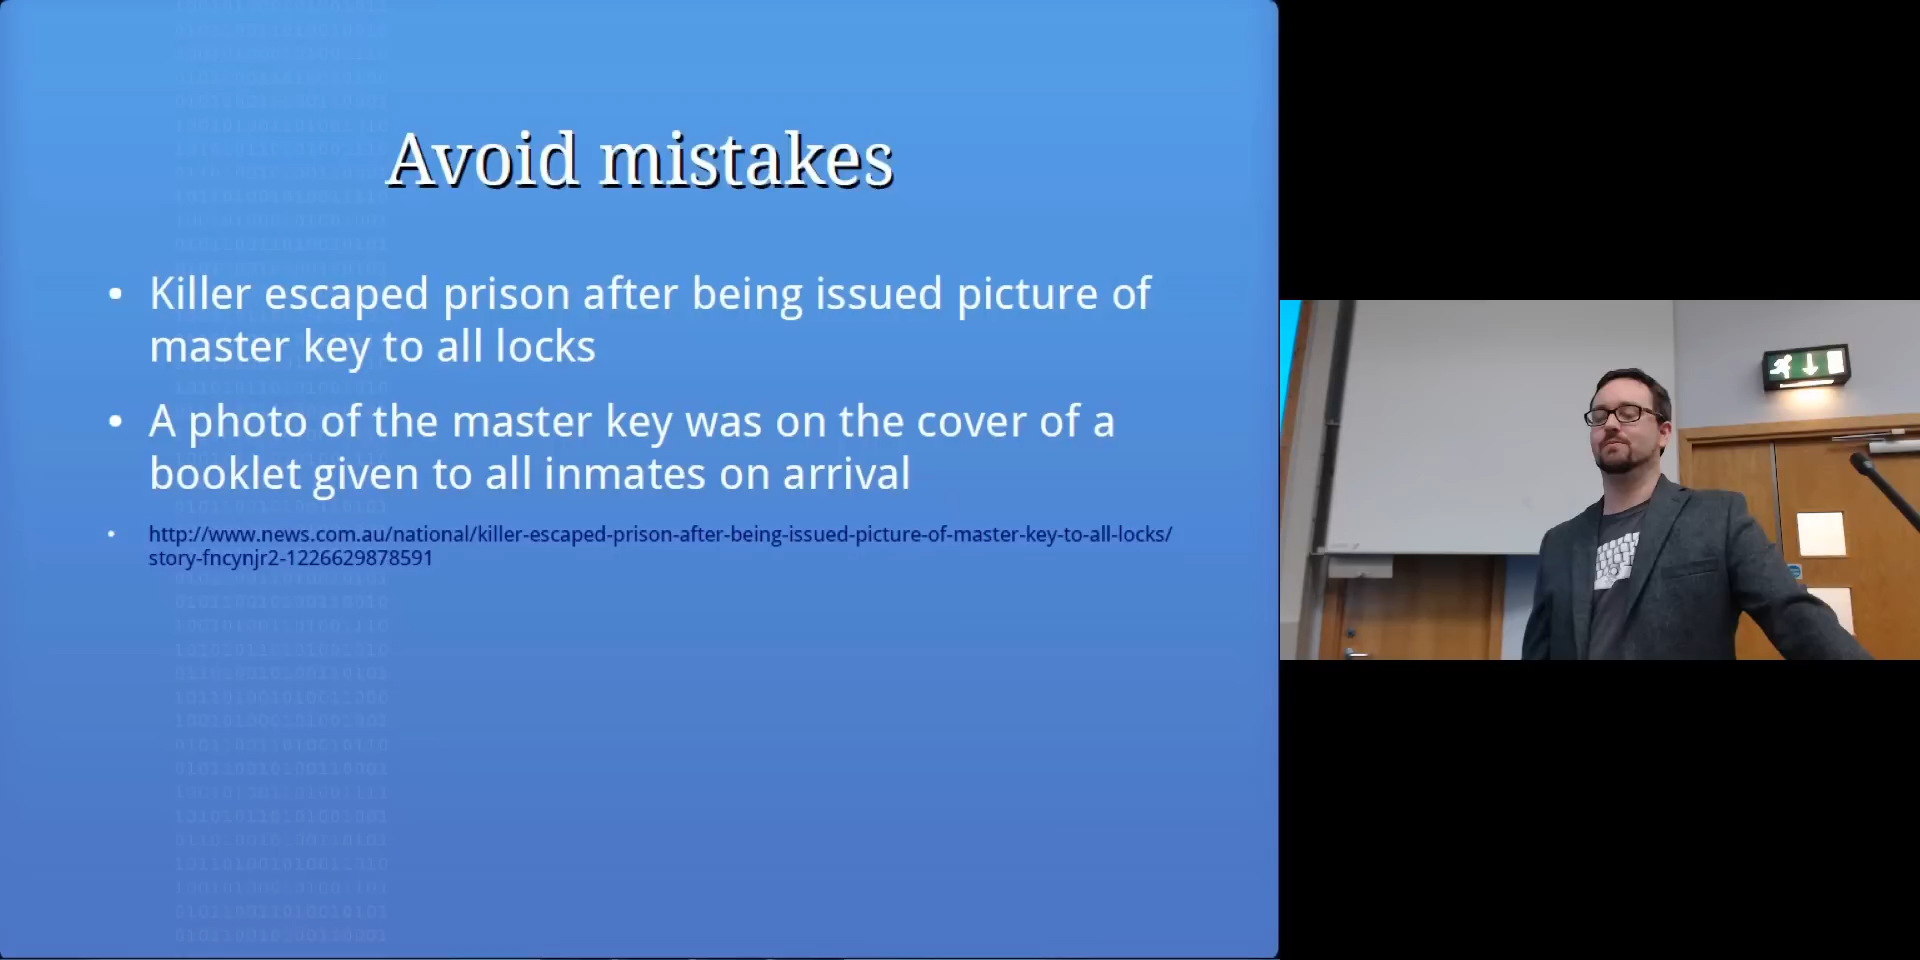 Avoid mistakes
• Killer escaped prison after being issued picture of
master key to all locks
• A photo of the master key was on the cover of a
booklet given to all inmates on arrival
• http://www.news.com.au/national/killer-escaped-prison-after-being-issued-picture-of-master-key-to-all-locks/
story-fncynjr2-1226629878591